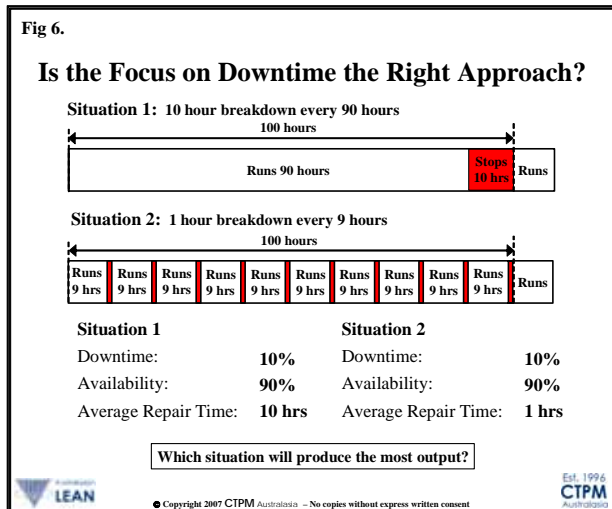 Fig 6.
Is the Focus on Downtime the Right Approach?
Situation 1: 10 hour breakdown every 90 hours
100 hours
Runs 90 hours
Stops
10 hrs
Runs
Situation 2: 1 hour breakdown every 9 hours
100 hours
Runs Runs Runs Runs Runs Runs Runs Runs Runs Runs Runs
9 hrs 9 hrs 9 hrs 9 hrs 9 hrs 9 hrs 9 hrs 9 hrs 9 hrs 9 hrs
Situation 1 Situation 2
Downtime: 10% Downtime: 10%
Availability: 90% Availability: 90%
Average Repair Time: 10 hrs Average Repair Time: 1 hrs
Which situation will produce the most output?
LEAN
© Copyright 2007 CTPM Australasia – No copies without express written consent
Est. 1996
CTPM
Australasia